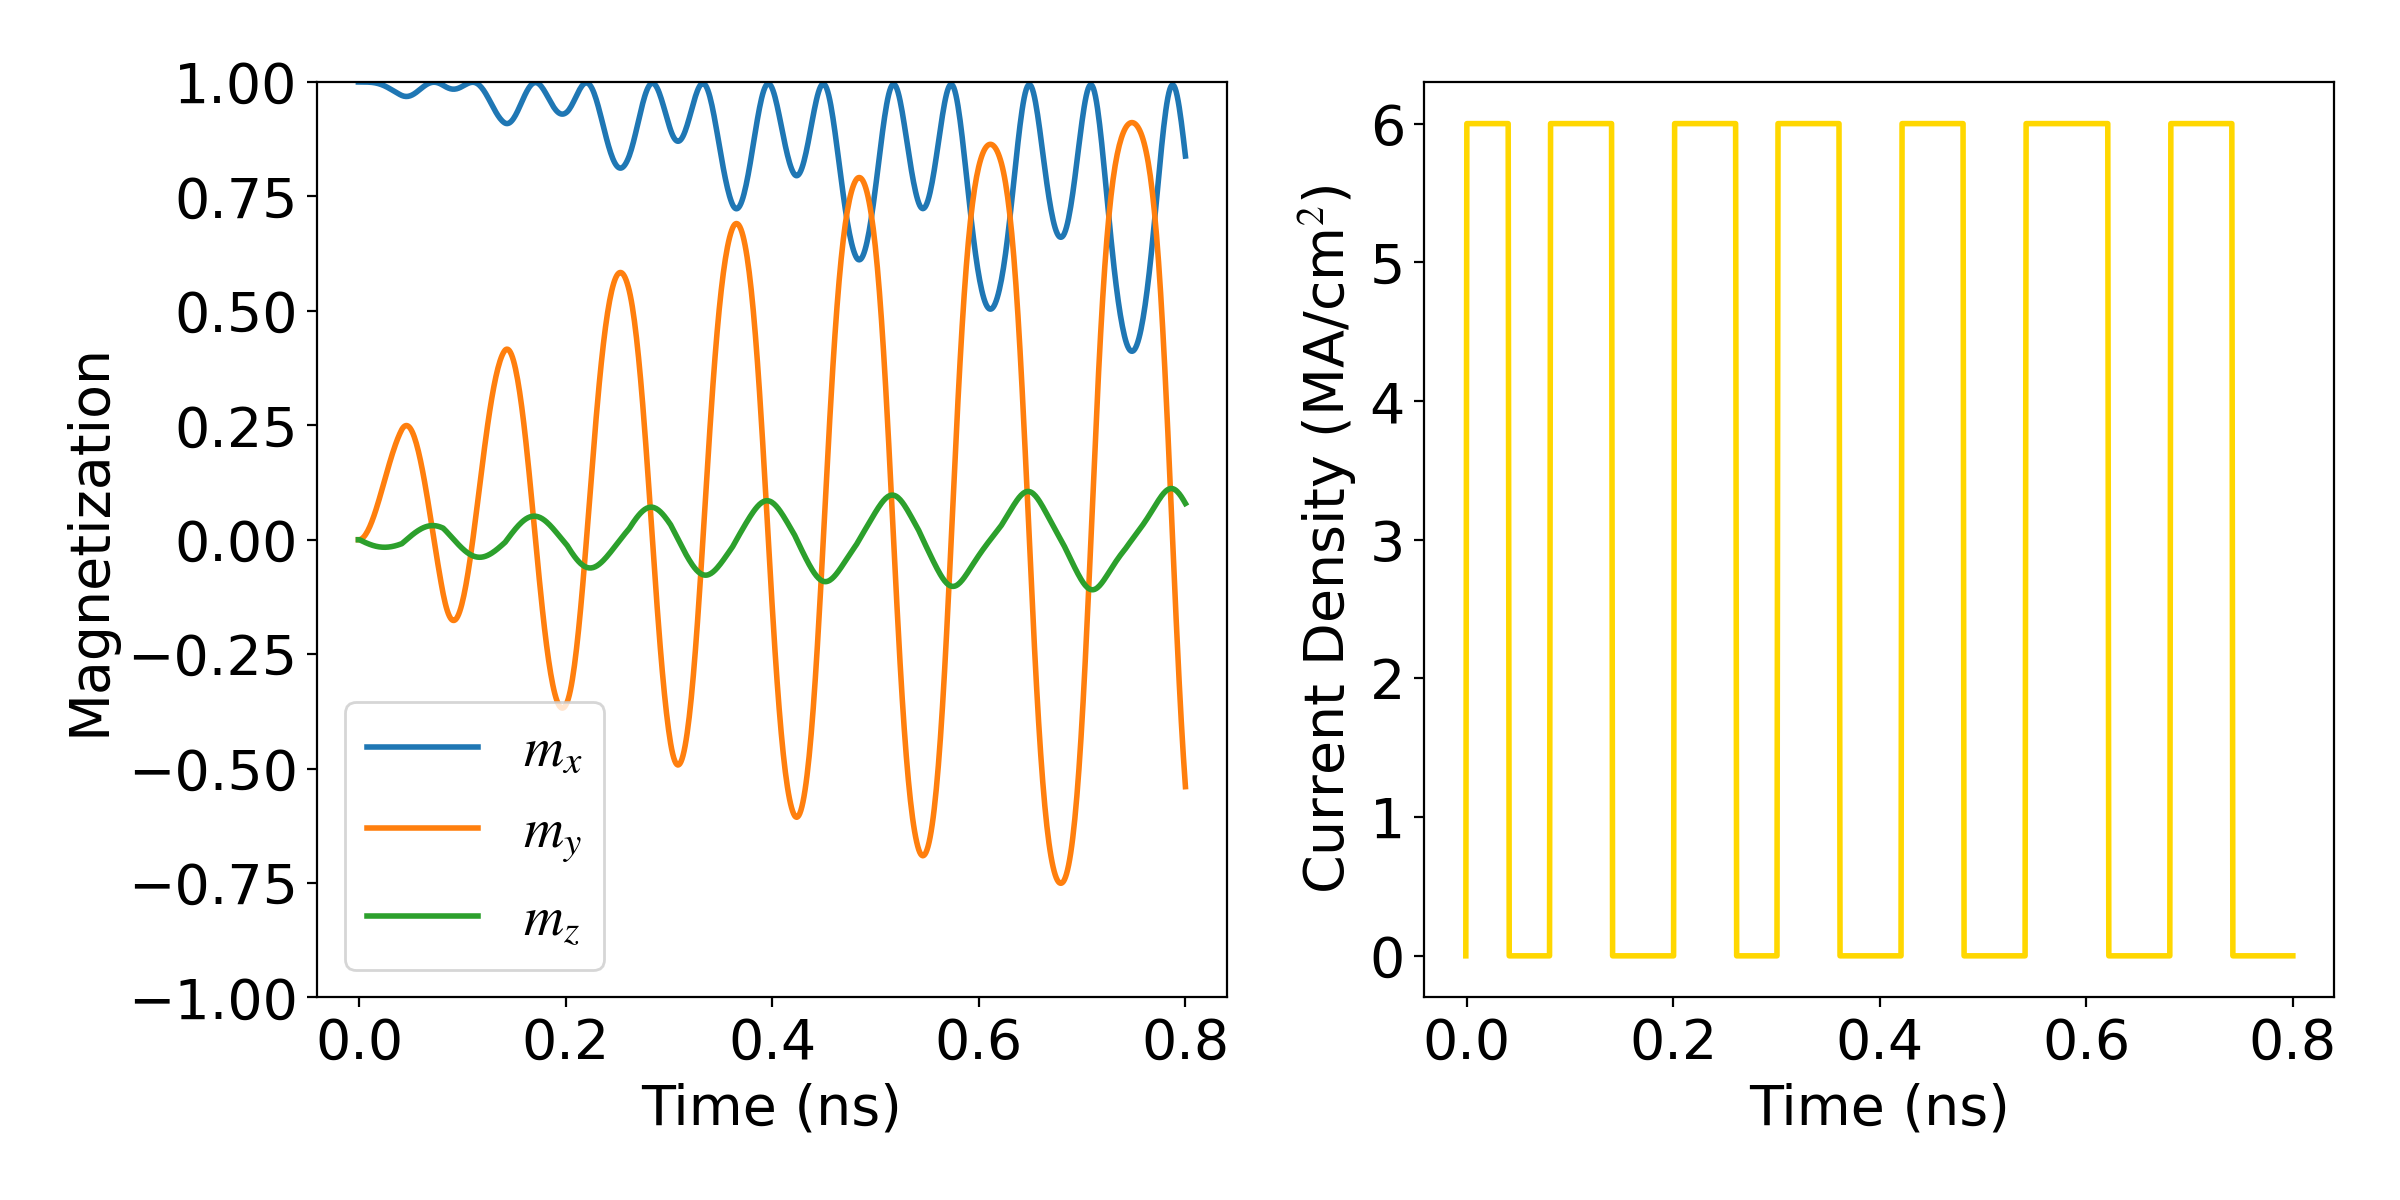 1.00
0.75
0.50
0.25
0.00
−0.25
−0.50
−0.75
−1.00
Magnetization
m_x
m_y
m_z
0.0 0.2 0.4 0.6 0.8
Time (ns)
6
5
4
3
2
1
0
Current Density (MA/cm²)
0.0 0.2 0.4 0.6 0.8
Time (ns)